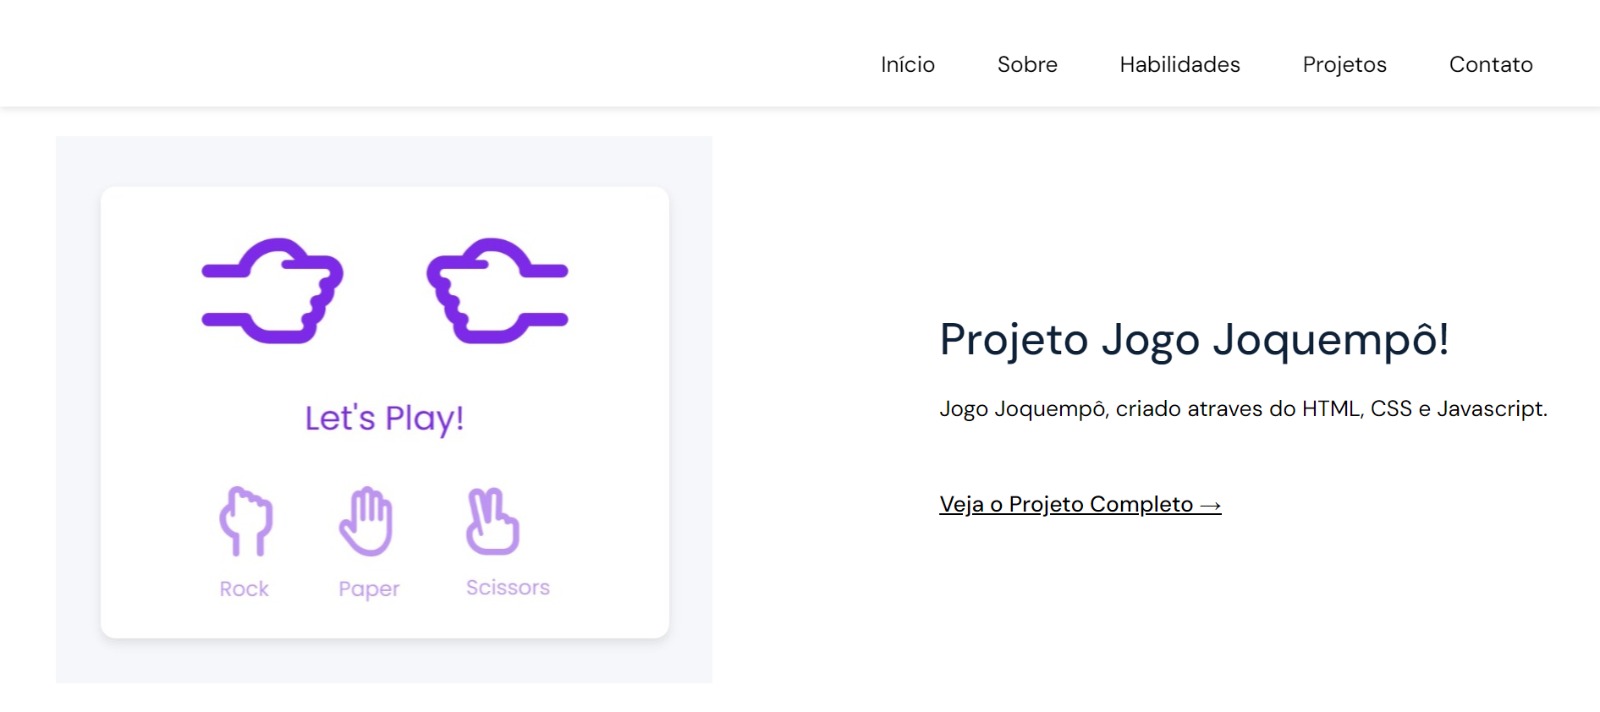 Início Sobre Habilidades Projetos Contato
Let's Play!
Rock Paper Scissors
Projeto Jogo Joquempô!
Jogo Joquempô, criado atraves do HTML, CSS e Javascript.
Veja o Projeto Completo →